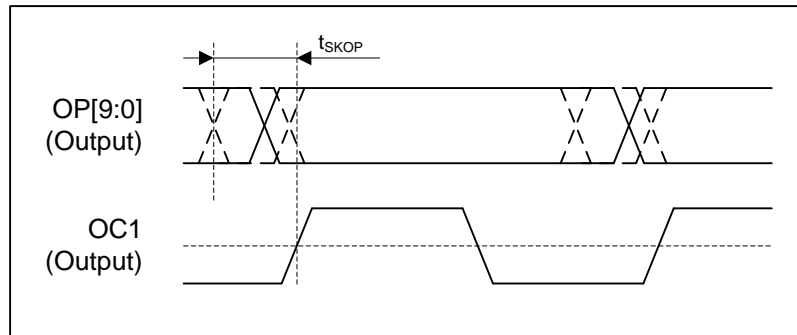 tSKOP
OP[9:0]
(Output)
OC1
(Output)